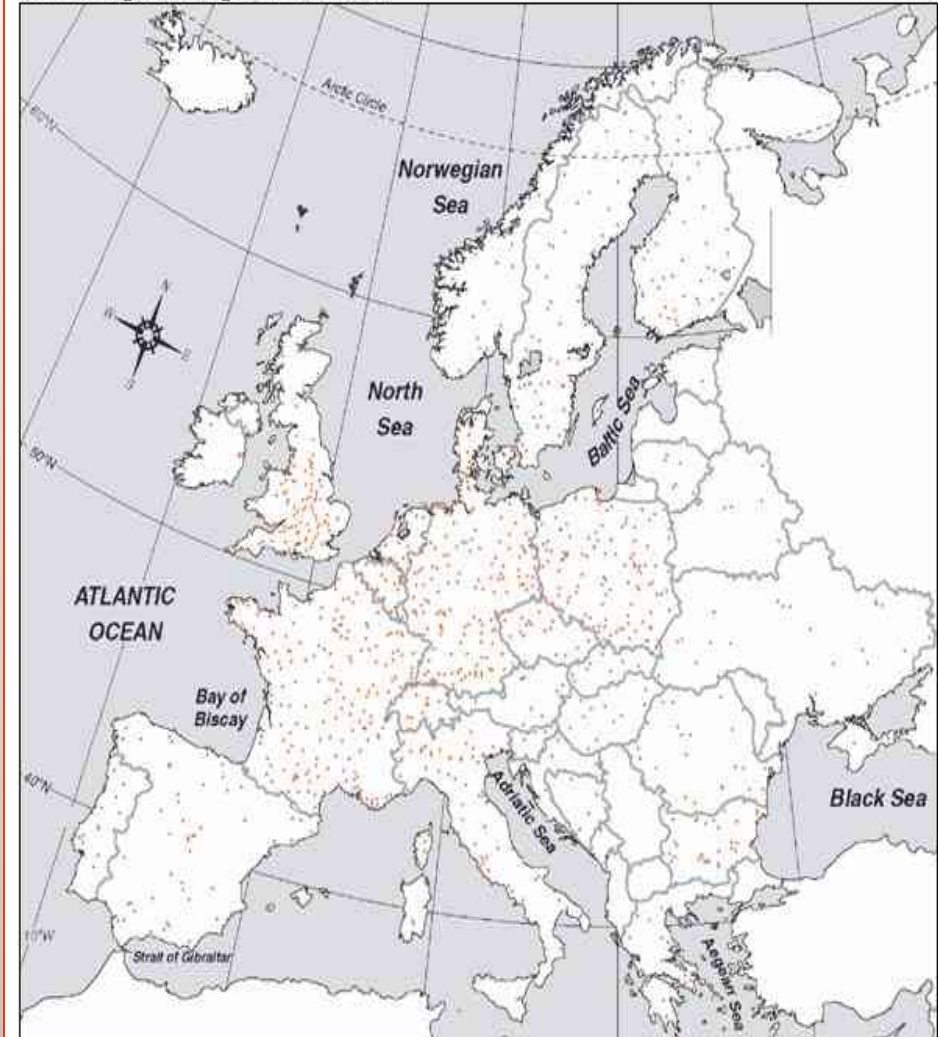 Arctic Circle
60°N
Norwegian
Sea
N
W
E
S
North
Sea
Baltic Sea
50°N
ATLANTIC
OCEAN
Bay of
Biscay
40°N
Adriatic Sea
Black Sea
10°W
Strait of Gibraltar
Aegean Sea